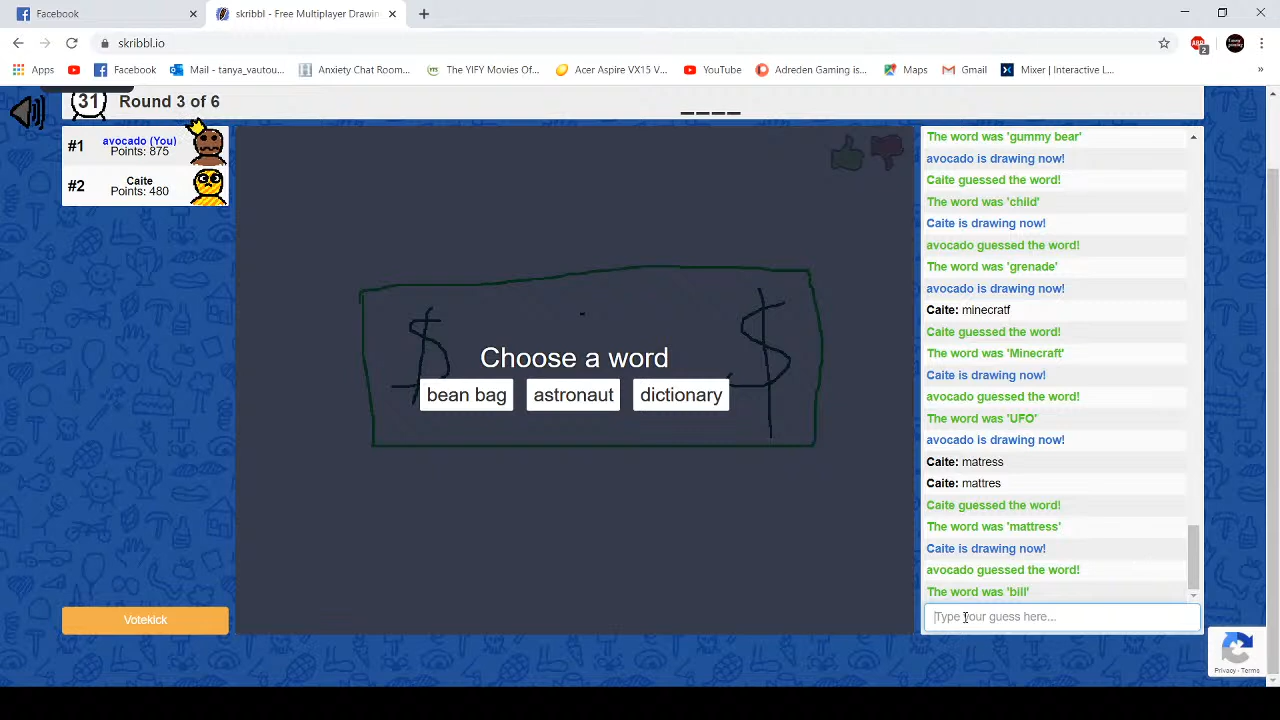 Facebook
skribbl - Free Multiplayer Drawin
skribbl.io
Apps
Facebook
Mail - tanya_vautou...
Anxiety Chat Room...
The YIFY Movies Of...
Acer Aspire VX15 V...
YouTube
Adreden Gaming is...
Maps
Gmail
Mixer | Interactive L...
31
Round 3 of 6
#1
avocado (You)
Points: 875
#2
Caite
Points: 480
$
$
Choose a word
bean bag
astronaut
dictionary
Votekick
The word was 'gummy bear'
avocado is drawing now!
Caite guessed the word!
The word was 'child'
Caite is drawing now!
avocado guessed the word!
The word was 'grenade'
avocado is drawing now!
Caite: minecratf
Caite guessed the word!
The word was 'Minecraft'
Caite is drawing now!
avocado guessed the word!
The word was 'UFO'
avocado is drawing now!
Caite: matress
Caite: mattres
Caite guessed the word!
The word was 'mattress'
Caite is drawing now!
avocado guessed the word!
The word was 'bill'
Type your guess here...
Privacy - Terms